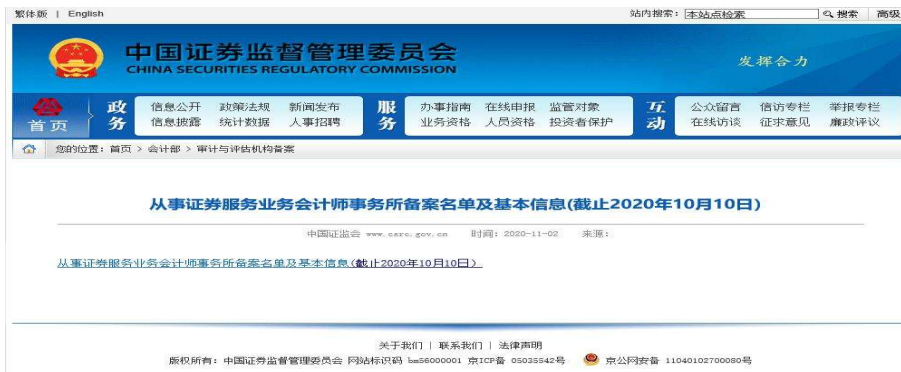 繁体版 | English 站内搜索: 本站点检索 搜索 高级
中国证券监督管理委员会
CHINA SECURITIES REGULATORY COMMISSION
发挥合力
首页 政务 信息公开 政策法规 新闻发布 服务 办事指南 在线申报 监管对象 互动 公众留言 信访专栏 举报专栏
信息披露 统计数据 人事招聘 业务资格 人员资格 投资者保护 在线访谈 征求意见 廉政评议
您的位置: 首页 > 会计部 > 审计与评估机构备案
从事证券服务业务会计师事务所备案名单及基本信息(截止2020年10月10日)
中国证监会 www.csrc.gov.cn 时间: 2020-11-02 来源:
从事证券服务业务会计师事务所备案名单及基本信息(截止2020年10月10日)
关于我们 | 联系我们 | 法律声明
版权所有: 中国证券监督管理委员会 网站标识码 bm56000001 京ICP备 05035542号 京公网安备 11040102700080号